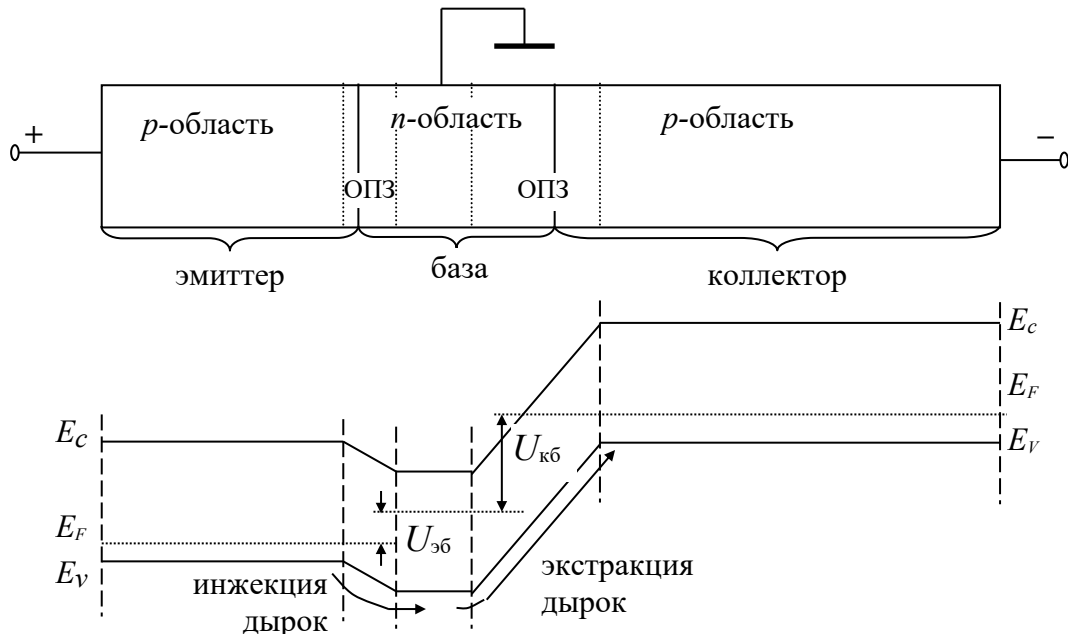 p-область
n-область
p-область
+
–
ОПЗ
ОПЗ
эмиттер
база
коллектор
Ec
EF
EV
Ec
Uкб
EF
Uэб
Ev
инжекция
дырок
экстракция
дырок